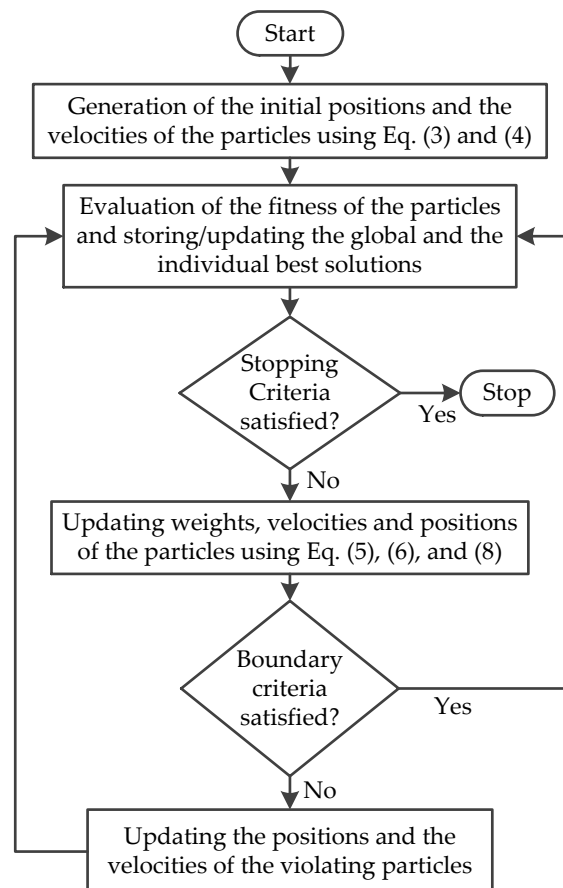 Start
Generation of the initial positions and the
velocities of the particles using Eq. (3) and (4)
Evaluation of the fitness of the particles
and storing/updating the global and the
individual best solutions
Stopping
Criteria
satisfied?
Yes
Stop
No
Updating weights, velocities and positions
of the particles using Eq. (5), (6), and (8)
Boundary
criteria
satisfied?
Yes
No
Updating the positions and the
velocities of the violating particles